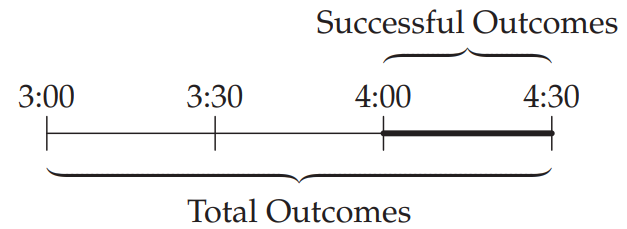 Successful Outcomes
3:00 3:30 4:00 4:30
Total Outcomes